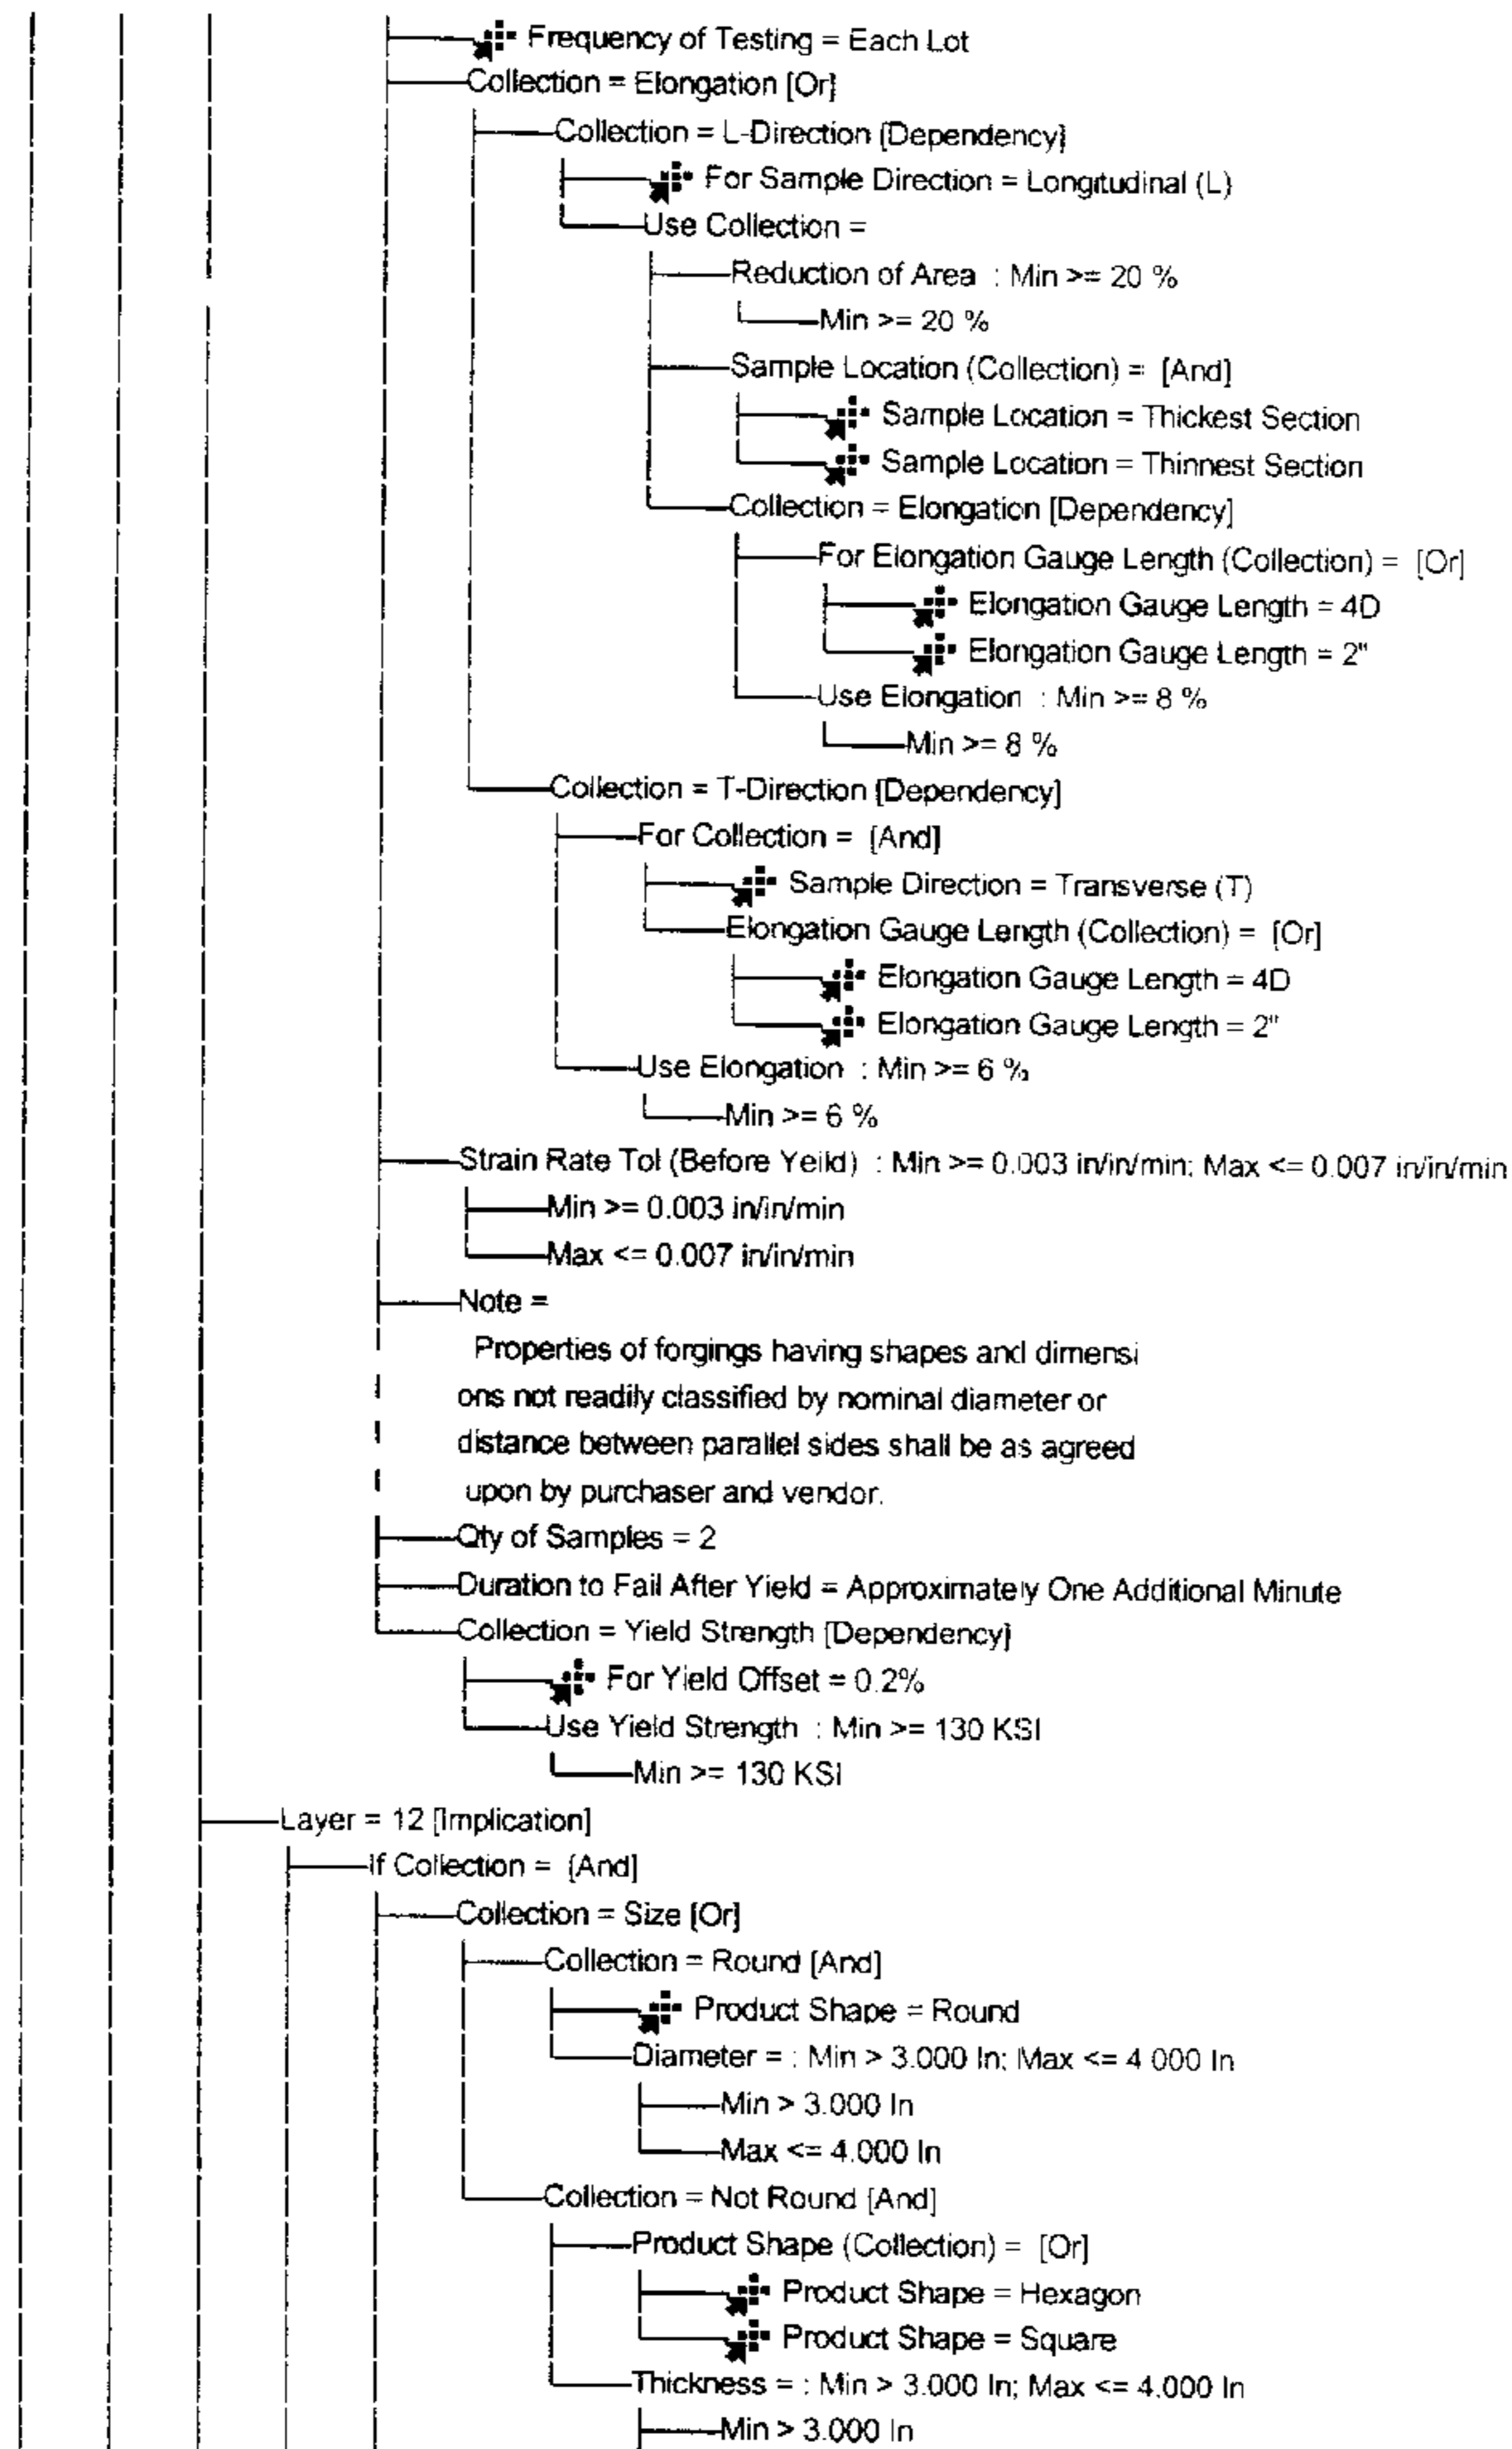 Frequency of Testing = Each Lot
Collection = Elongation [Or]
Collection = L-Direction [Dependency]
For Sample Direction = Longitudinal (L)
Use Collection =
Reduction of Area : Min >= 20 %
Min >= 20 %
Sample Location (Collection) = [And]
Sample Location = Thickest Section
Sample Location = Thinnest Section
Collection = Elongation [Dependency]
For Elongation Gauge Length (Collection) = [Or]
Elongation Gauge Length = 4D
Elongation Gauge Length = 2"
Use Elongation : Min >= 8 %
Min >= 8 %
Collection = T-Direction [Dependency]
For Collection = [And]
Sample Direction = Transverse (T)
Elongation Gauge Length (Collection) = [Or]
Elongation Gauge Length = 4D
Elongation Gauge Length = 2"
Use Elongation : Min >= 6 %
Min >= 6 %
Strain Rate Tol (Before Yeild) : Min >= 0.003 in/in/min; Max <= 0.007 in/in/min
Min >= 0.003 in/in/min
Max <= 0.007 in/in/min
Note =
Properties of forgings having shapes and dimensi
ons not readily classified by nominal diameter or
distance between parallel sides shall be as agreed
upon by purchaser and vendor.
Qty of Samples = 2
Duration to Fail After Yield = Approximately One Additional Minute
Collection = Yield Strength [Dependency]
For Yield Offset = 0.2%
Use Yield Strength : Min >= 130 KSI
Min >= 130 KSI
Layer = 12 [Implication]
If Collection = [And]
Collection = Size [Or]
Collection = Round [And]
Product Shape = Round
Diameter = : Min > 3.000 In; Max <= 4.000 In
Min > 3.000 In
Max <= 4.000 In
Collection = Not Round [And]
Product Shape (Collection) = [Or]
Product Shape = Hexagon
Product Shape = Square
Thickness = : Min > 3.000 In; Max <= 4.000 In
Min > 3.000 In